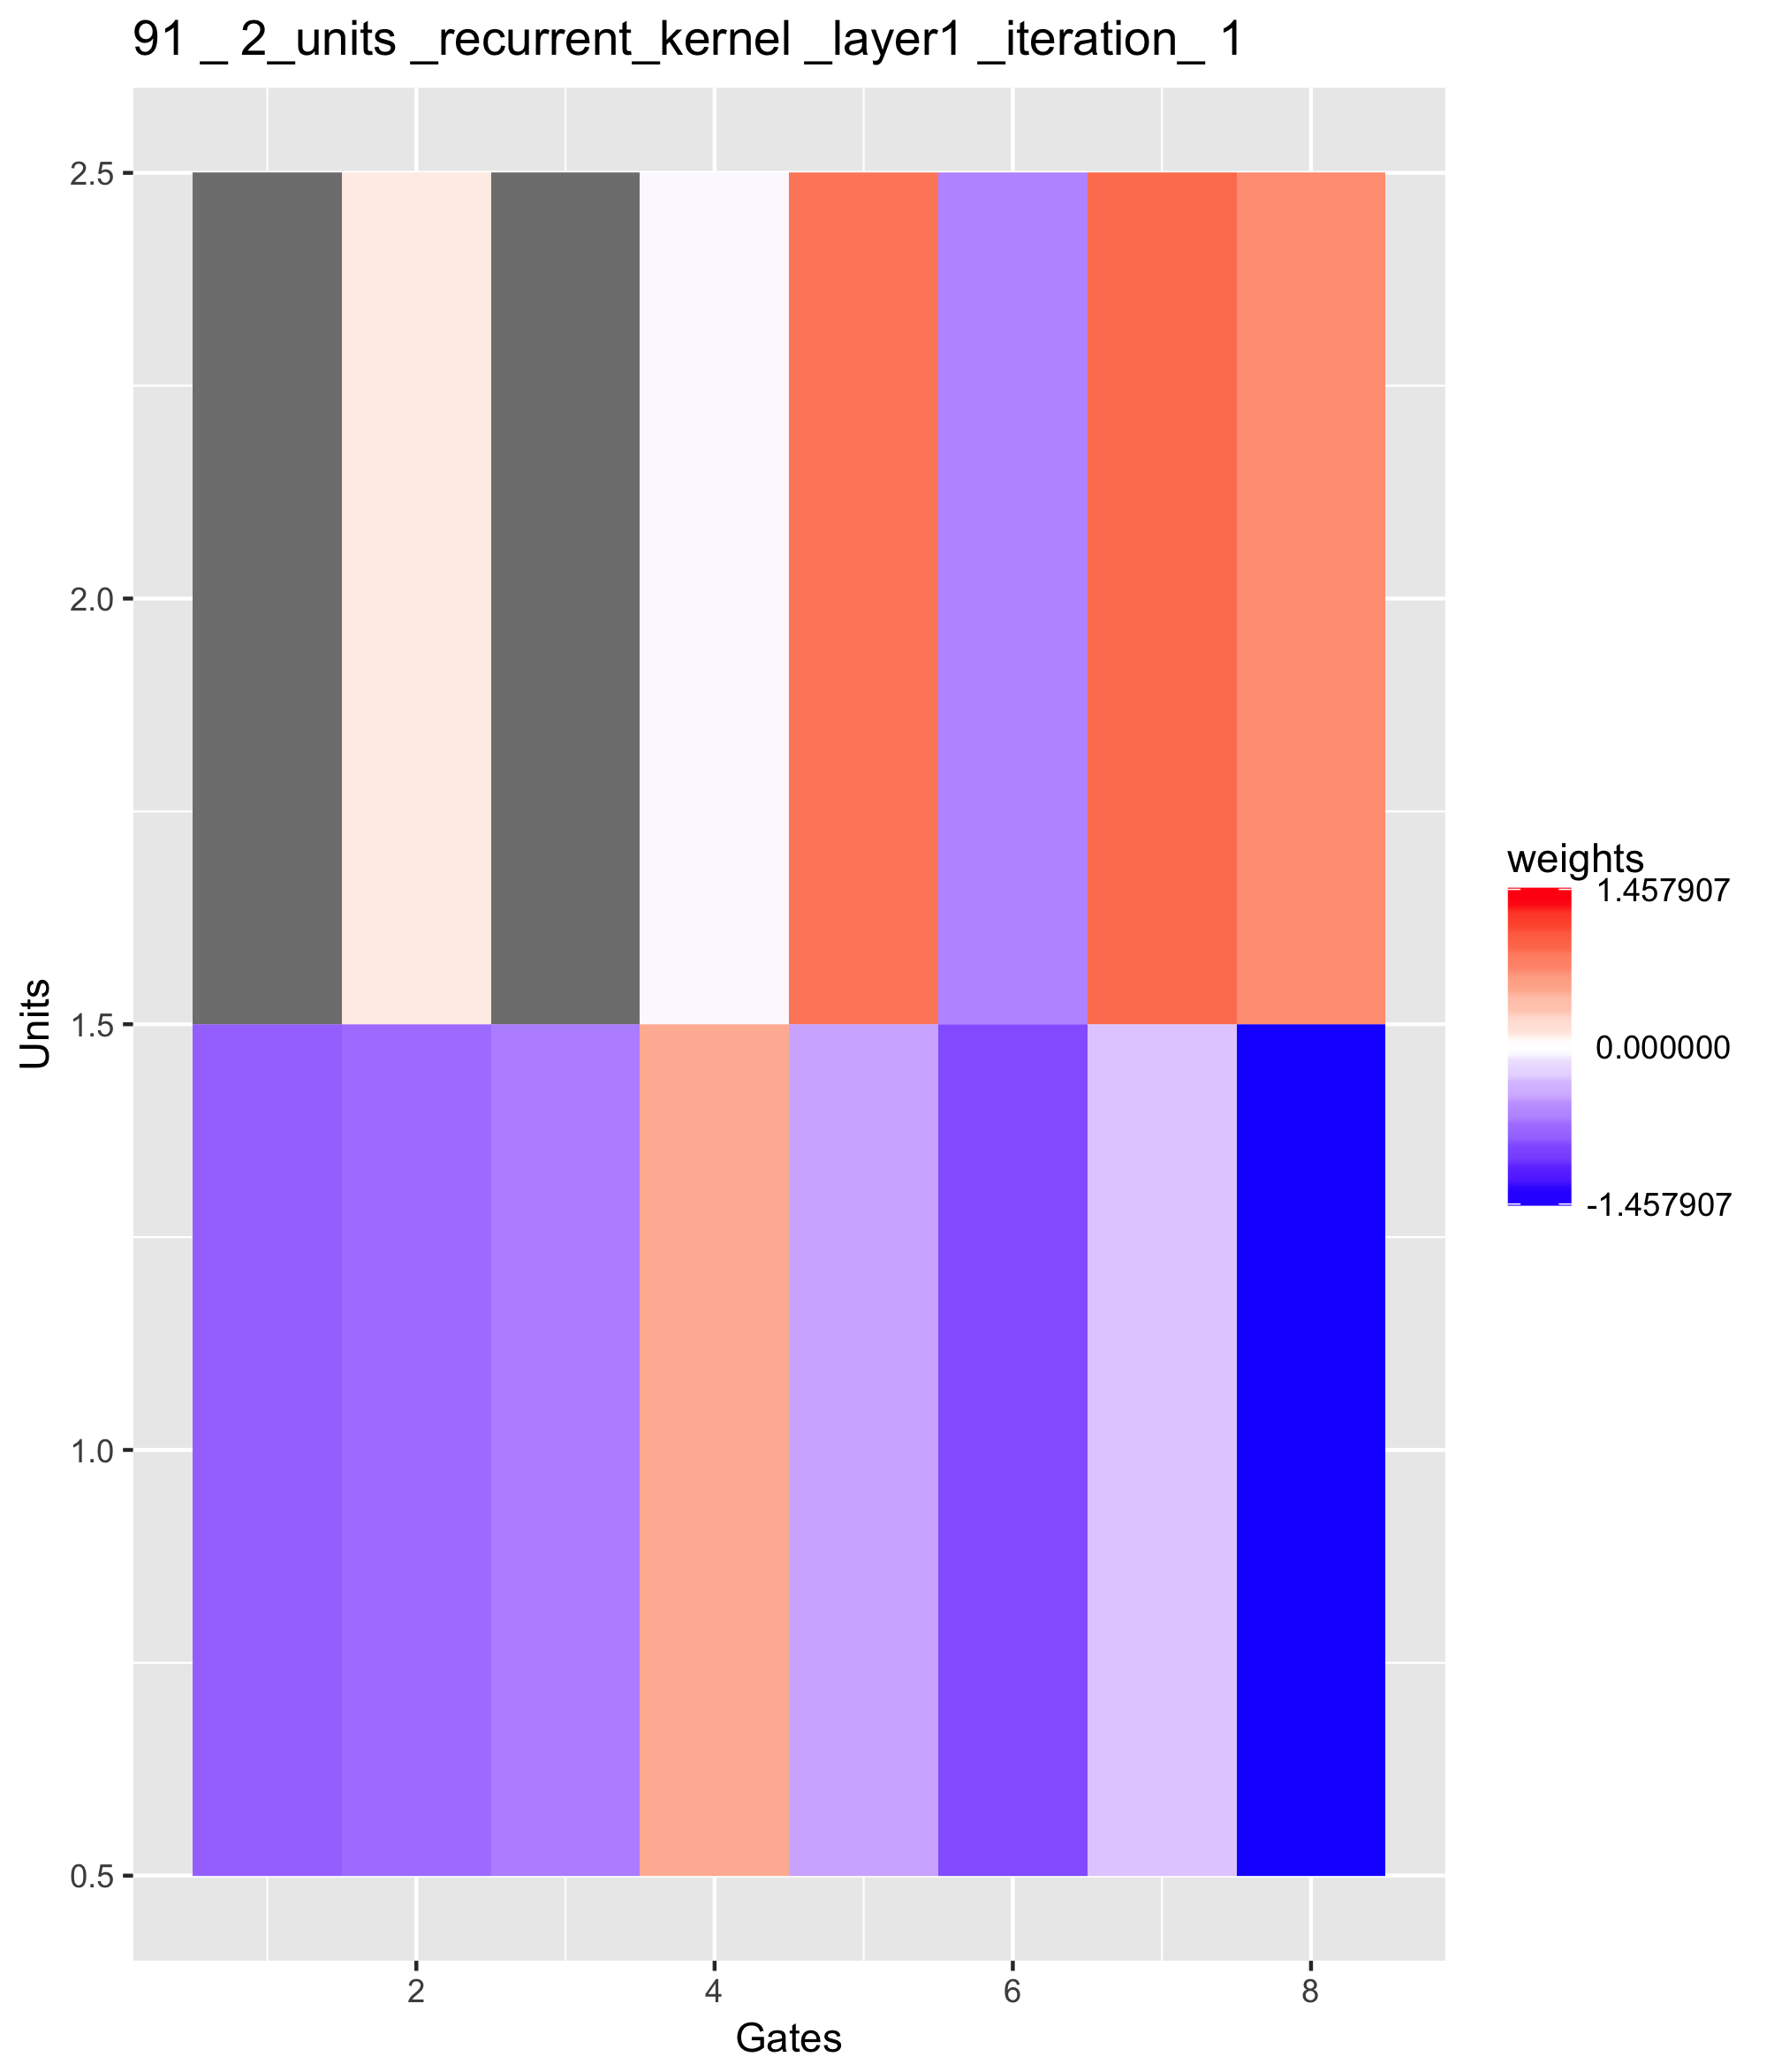 91 _ 2_units _recurrent_kernel _layer1 _iteration_ 1
2.5
2.0
1.5
1.0
0.5
Units
2 4 6 8
Gates
weights
1.457907
0.000000
-1.457907